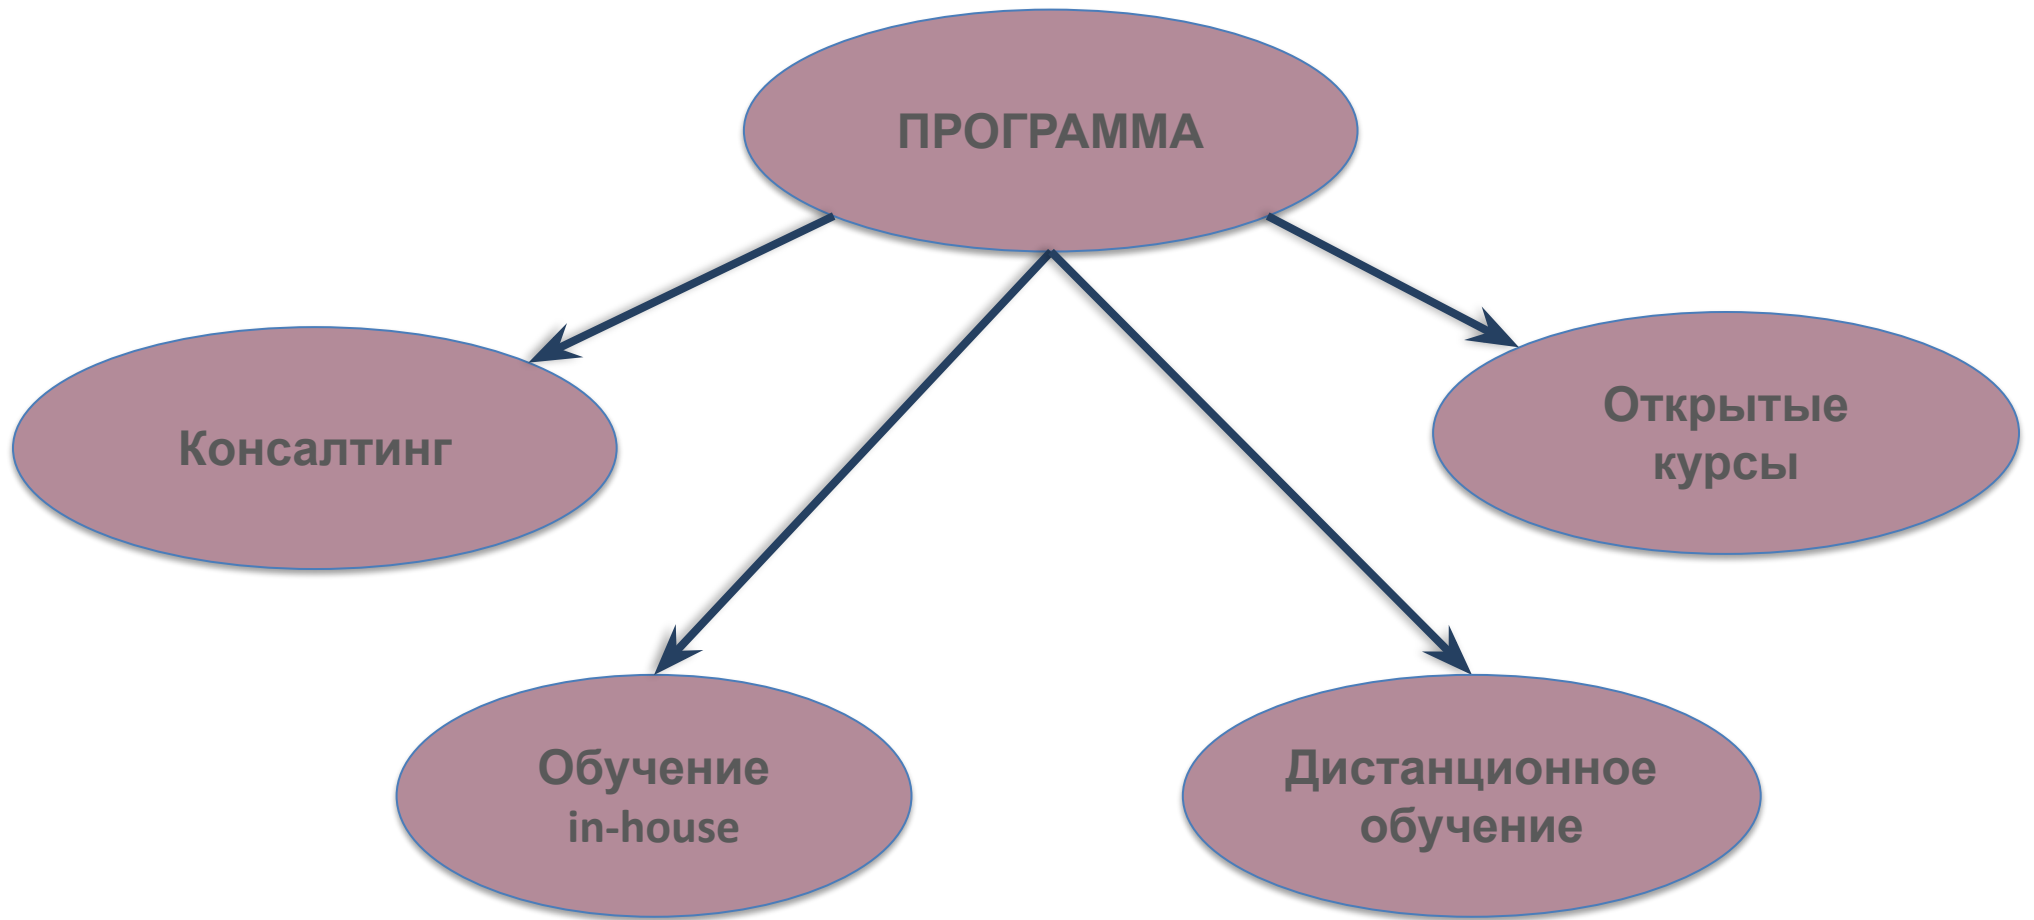 ПРОГРАММА
Консалтинг
Открытые
курсы
Обучение
in-house
Дистанционное
обучение